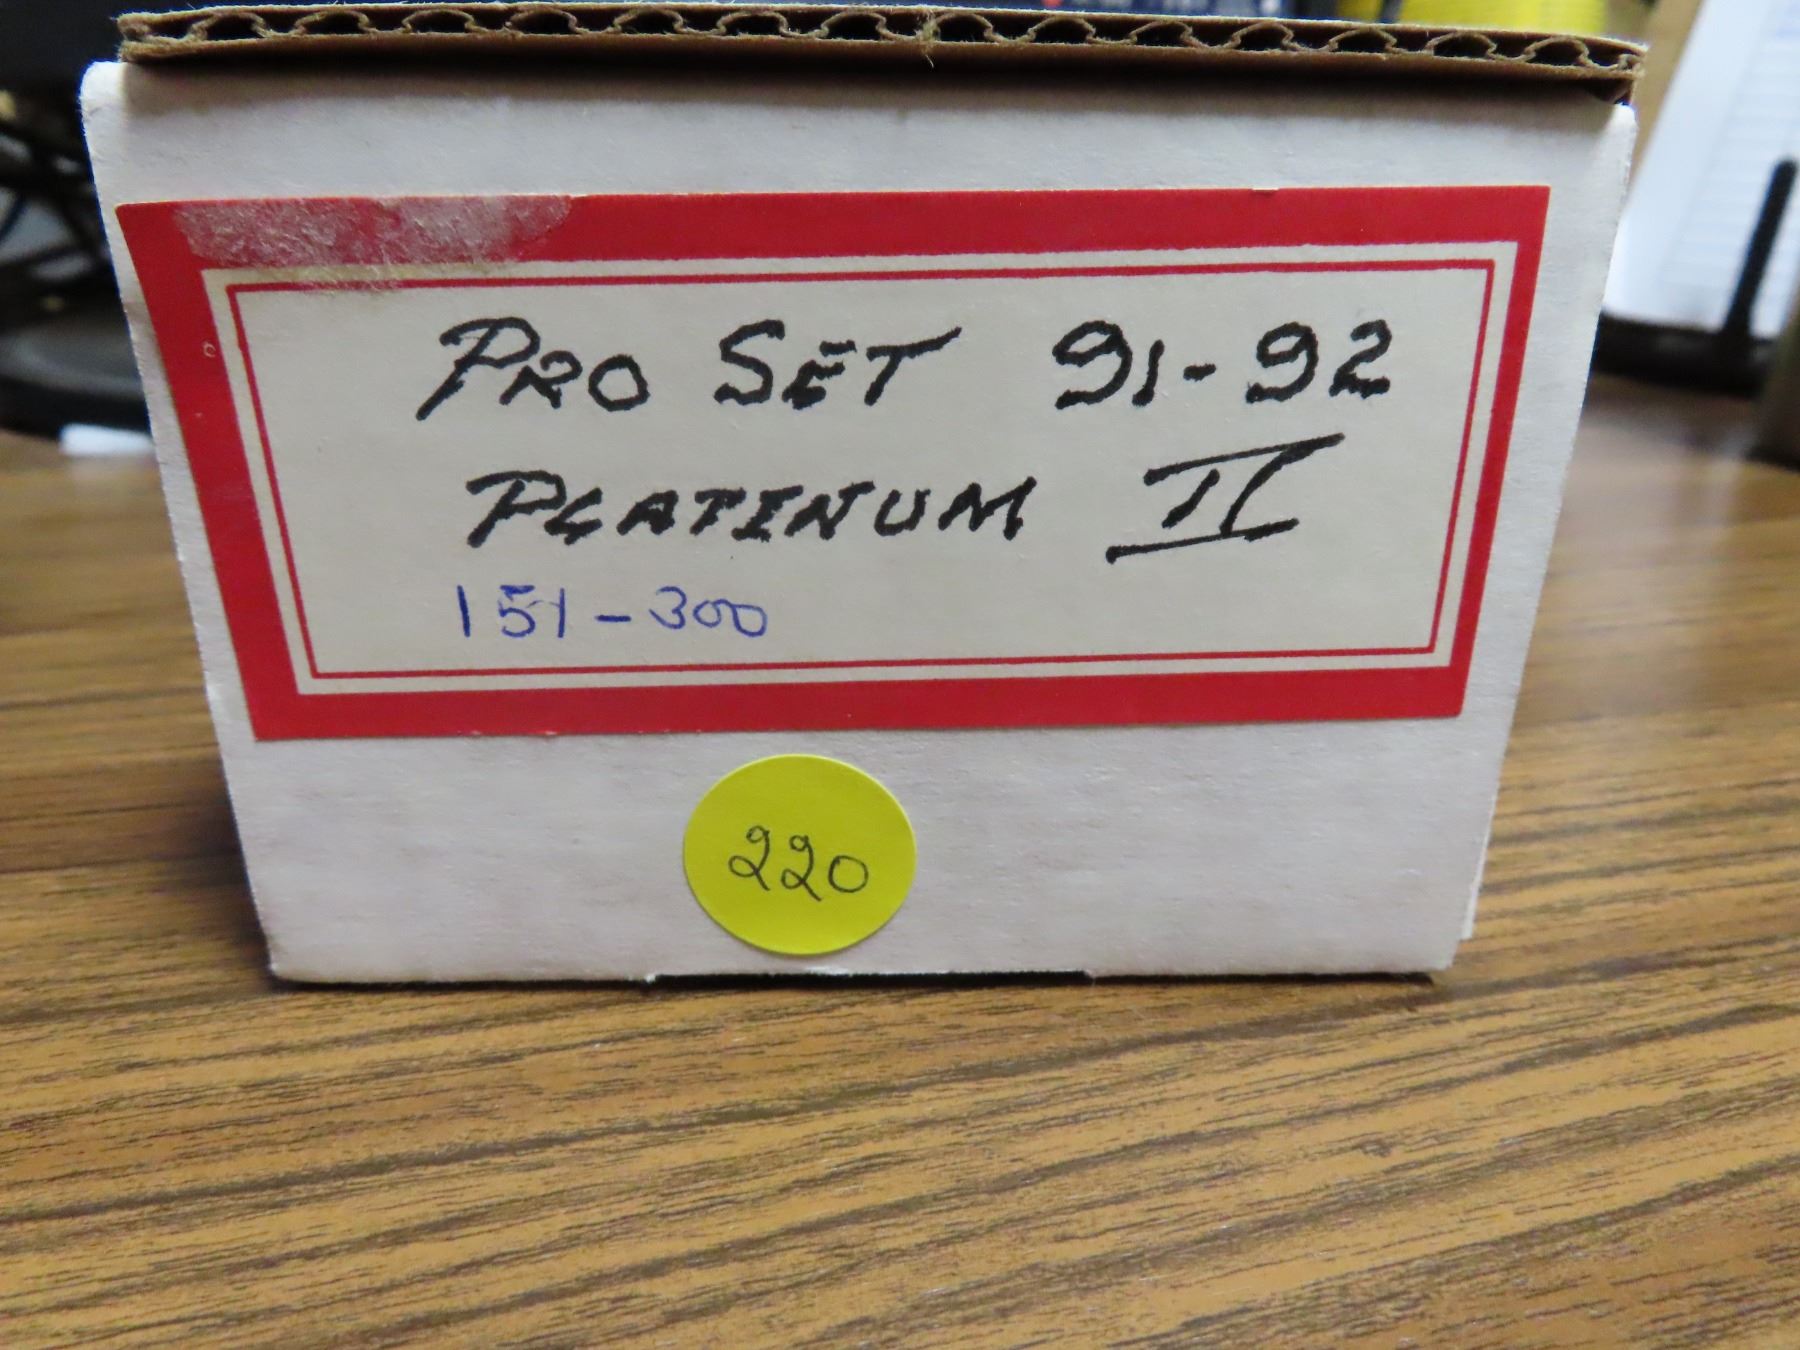 PRO SET 91-92
PLATINUM II
151-300
220